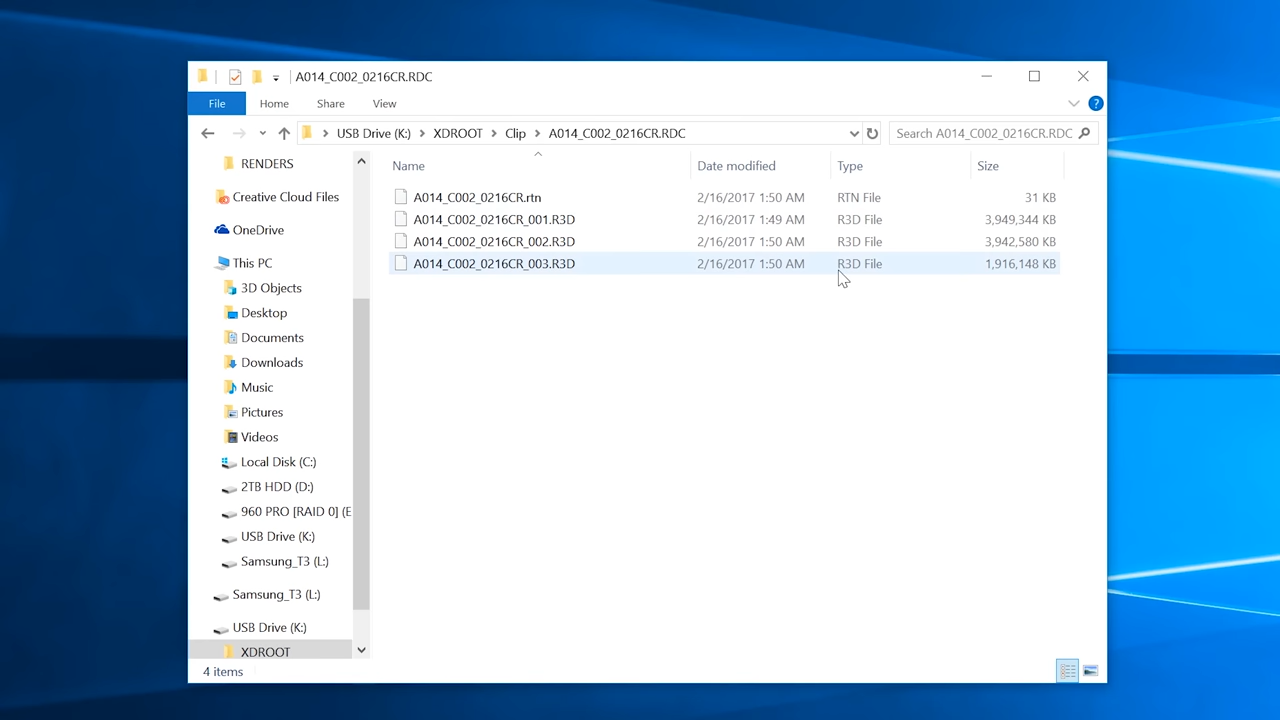 A014_C002_0216CR.RDC
File Home Share View
USB Drive (K:) XDROOT Clip A014_C002_0216CR.RDC
Search A014_C002_0216CR.RDC
RENDERS
Creative Cloud Files
OneDrive
This PC
3D Objects
Desktop
Documents
Downloads
Music
Pictures
Videos
Local Disk (C:)
2TB HDD (D:)
960 PRO [RAID 0] (E
USB Drive (K:)
Samsung_T3 (L:)
Samsung_T3 (L:)
USB Drive (K:)
XDROOT
Name Date modified Type Size
A014_C002_0216CR.rtn 2/16/2017 1:50 AM RTN File 31 KB
A014_C002_0216CR_001.R3D 2/16/2017 1:49 AM R3D File 3,949,344 KB
A014_C002_0216CR_002.R3D 2/16/2017 1:50 AM R3D File 3,942,580 KB
A014_C002_0216CR_003.R3D 2/16/2017 1:50 AM R3D File 1,916,148 KB
4 items